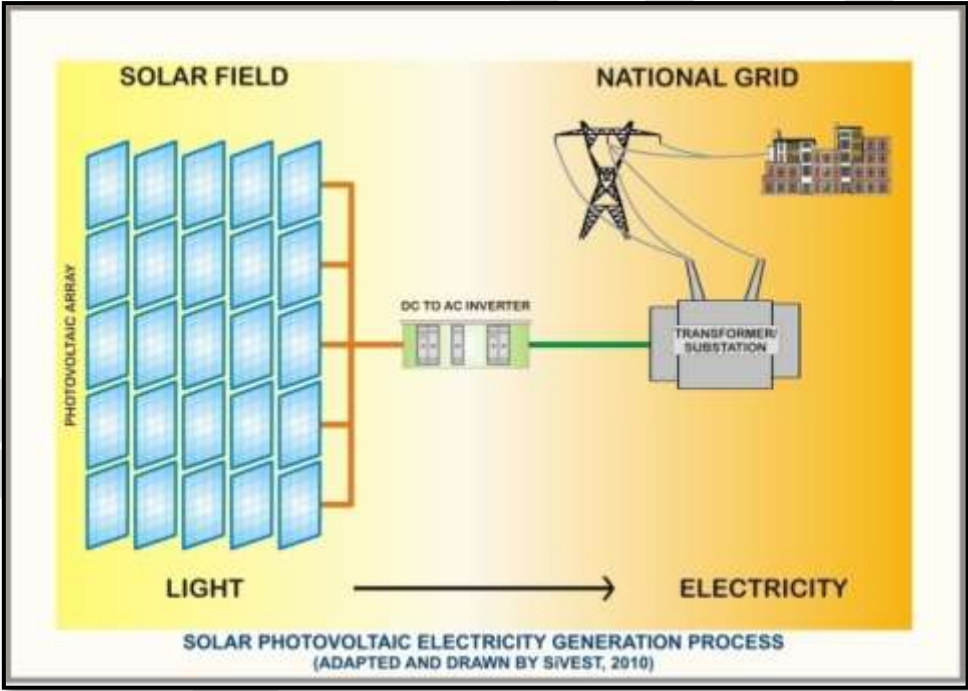 SOLAR FIELD
NATIONAL GRID
PHOTOVOLTAIC ARRAY
DC TO AC INVERTER
TRANSFORMER/
SUBSTATION
LIGHT
ELECTRICITY
SOLAR PHOTOVOLTAIC ELECTRICITY GENERATION PROCESS
(ADAPTED AND DRAWN BY SiVEST, 2010)